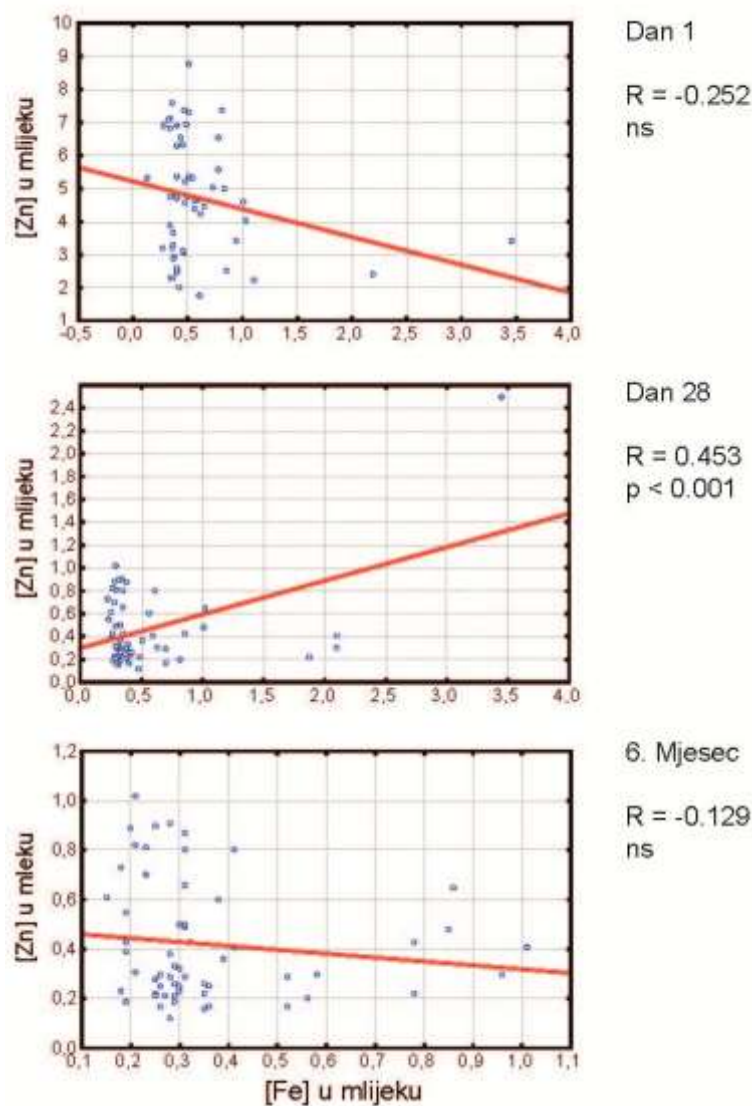 10
9
8
7
6
5
4
3
2
1
[Zn] u mlijeku
-0,5 0,0 0,5 1,0 1,5 2,0 2,5 3,0 3,5 4,0
Dan 1
R = -0.252
ns
2,4
2,2
2,0
1,8
1,6
1,4
1,2
1,0
0,8
0,6
0,4
0,2
0,0
[Zn] u mlijeku
0,0 0,5 1,0 1,5 2,0 2,5 3,0 3,5 4,0
Dan 28
R = 0.453
p < 0.001
1,2
1,0
0,8
0,6
0,4
0,2
0,0
[Zn] u mleku
0,1 0,2 0,3 0,4 0,5 0,6 0,7 0,8 0,9 1,0 1,1
[Fe] u mlijeku
6. Mjesec
R = -0.129
ns